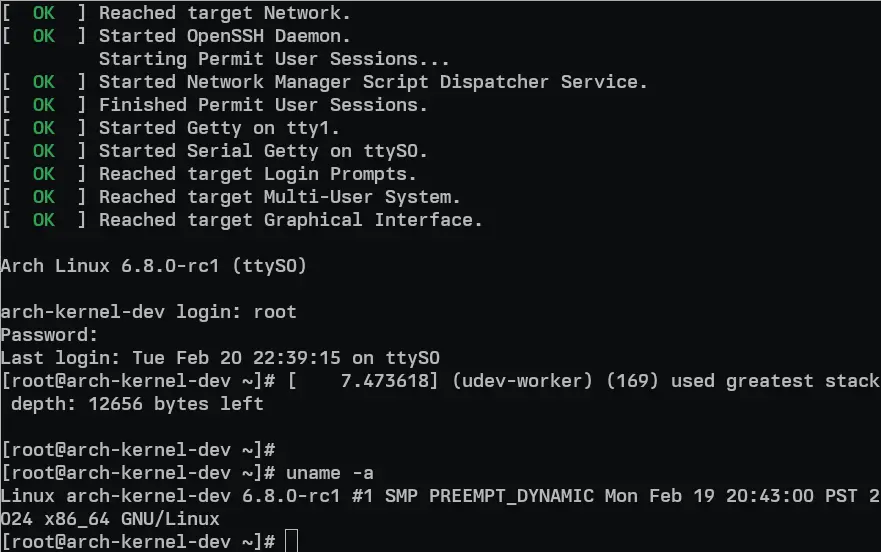 [  OK  ] Reached target Network.
[  OK  ] Started OpenSSH Daemon.
         Starting Permit User Sessions...
[  OK  ] Started Network Manager Script Dispatcher Service.
[  OK  ] Finished Permit User Sessions.
[  OK  ] Started Getty on tty1.
[  OK  ] Started Serial Getty on ttyS0.
[  OK  ] Reached target Login Prompts.
[  OK  ] Reached target Multi-User System.
[  OK  ] Reached target Graphical Interface.

Arch Linux 6.8.0-rc1 (ttyS0)

arch-kernel-dev login: root
Password:
Last login: Tue Feb 20 22:39:15 on ttyS0
[root@arch-kernel-dev ~]# [    7.473618] (udev-worker) (169) used greatest stack
 depth: 12656 bytes left

[root@arch-kernel-dev ~]#
[root@arch-kernel-dev ~]# uname -a
Linux arch-kernel-dev 6.8.0-rc1 #1 SMP PREEMPT_DYNAMIC Mon Feb 19 20:43:00 PST 2
024 x86_64 GNU/Linux
[root@arch-kernel-dev ~]#